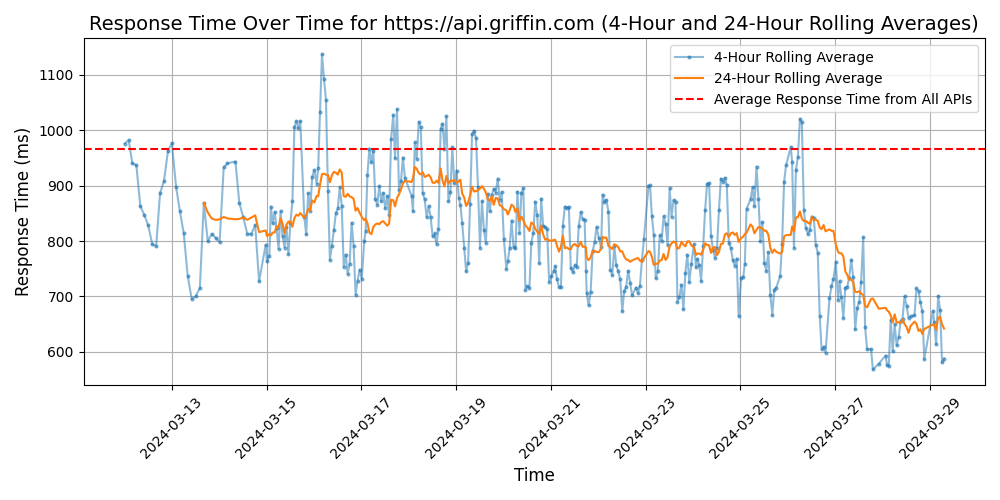 Response Time Over Time for https://api.griffin.com (4-Hour and 24-Hour Rolling Averages)
4-Hour Rolling Average
24-Hour Rolling Average
Average Response Time from All APIs
Response Time (ms)
1100
1000
900
800
700
600
2024-03-13
2024-03-15
2024-03-17
2024-03-19
2024-03-21
2024-03-23
2024-03-25
2024-03-27
2024-03-29
Time